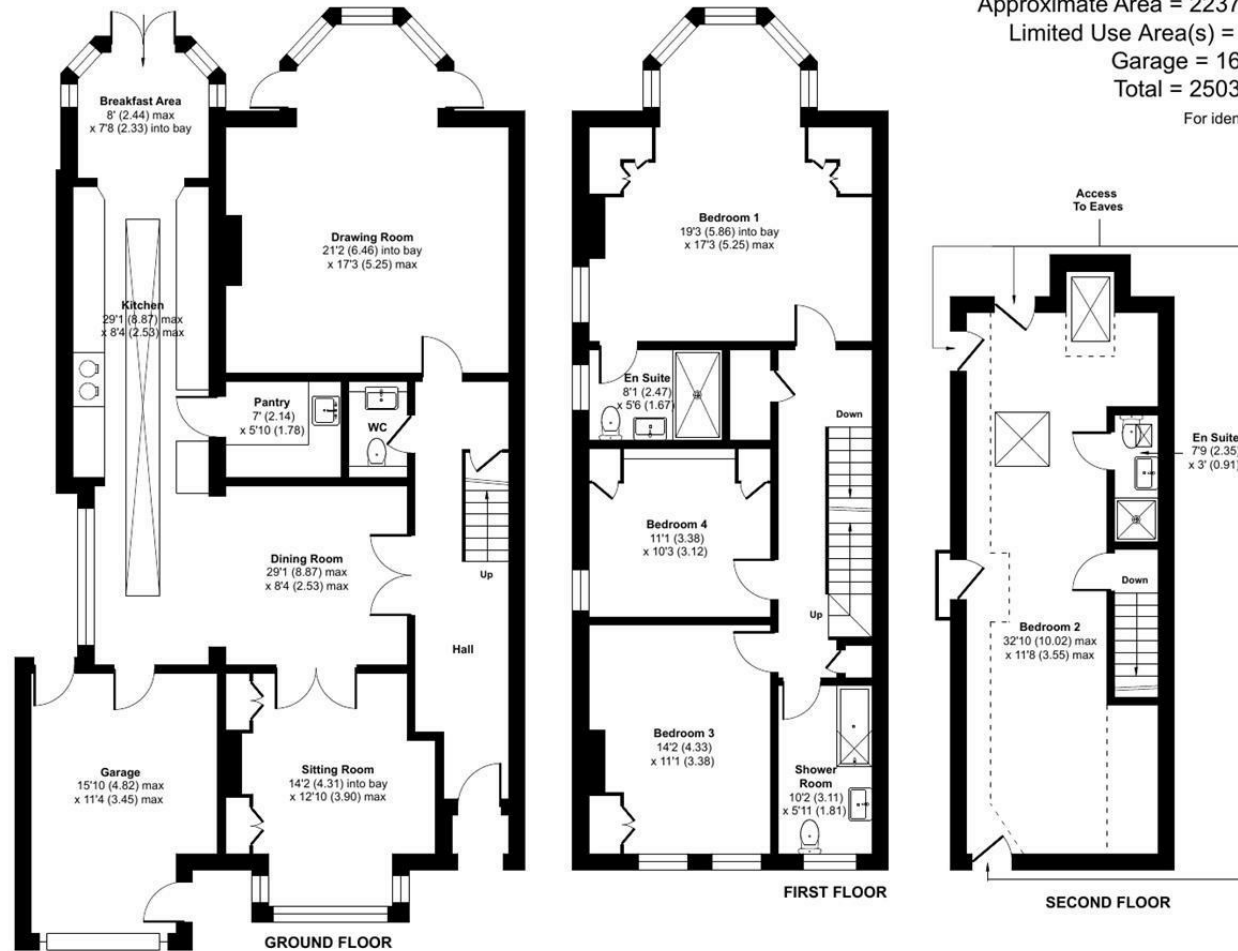 Approximate Area = 2237
Limited Use Area(s) =
Garage = 16
Total = 2503
For iden
Breakfast Area
8' (2.44) max
x 7'8 (2.33) into bay
Drawing Room
21'2 (6.46) into bay
x 17'3 (5.25) max
Kitchen
29'1 (8.87) max
x 8'4 (2.53) max
Pantry
7' (2.14)
x 5'10 (1.78)
WC
Dining Room
29'1 (8.87) max
x 8'4 (2.53) max
Up
Hall
Garage
15'10 (4.82) max
x 11'4 (3.45) max
Sitting Room
14'2 (4.31) into bay
x 12'10 (3.90) max
GROUND FLOOR
Bedroom 1
19'3 (5.86) into bay
x 17'3 (5.25) max
En Suite
8'1 (2.47)
x 5'6 (1.67)
Down
Bedroom 4
11'1 (3.38)
x 10'3 (3.12)
Up
Bedroom 3
14'2 (4.33)
x 11'1 (3.38)
Shower
Room
10'2 (3.11)
x 5'11 (1.81)
FIRST FLOOR
Access
To Eaves
En Suite
7'9 (2.35)
x 3' (0.91)
Down
Bedroom 2
32'10 (10.02) max
x 11'8 (3.55) max
SECOND FLOOR